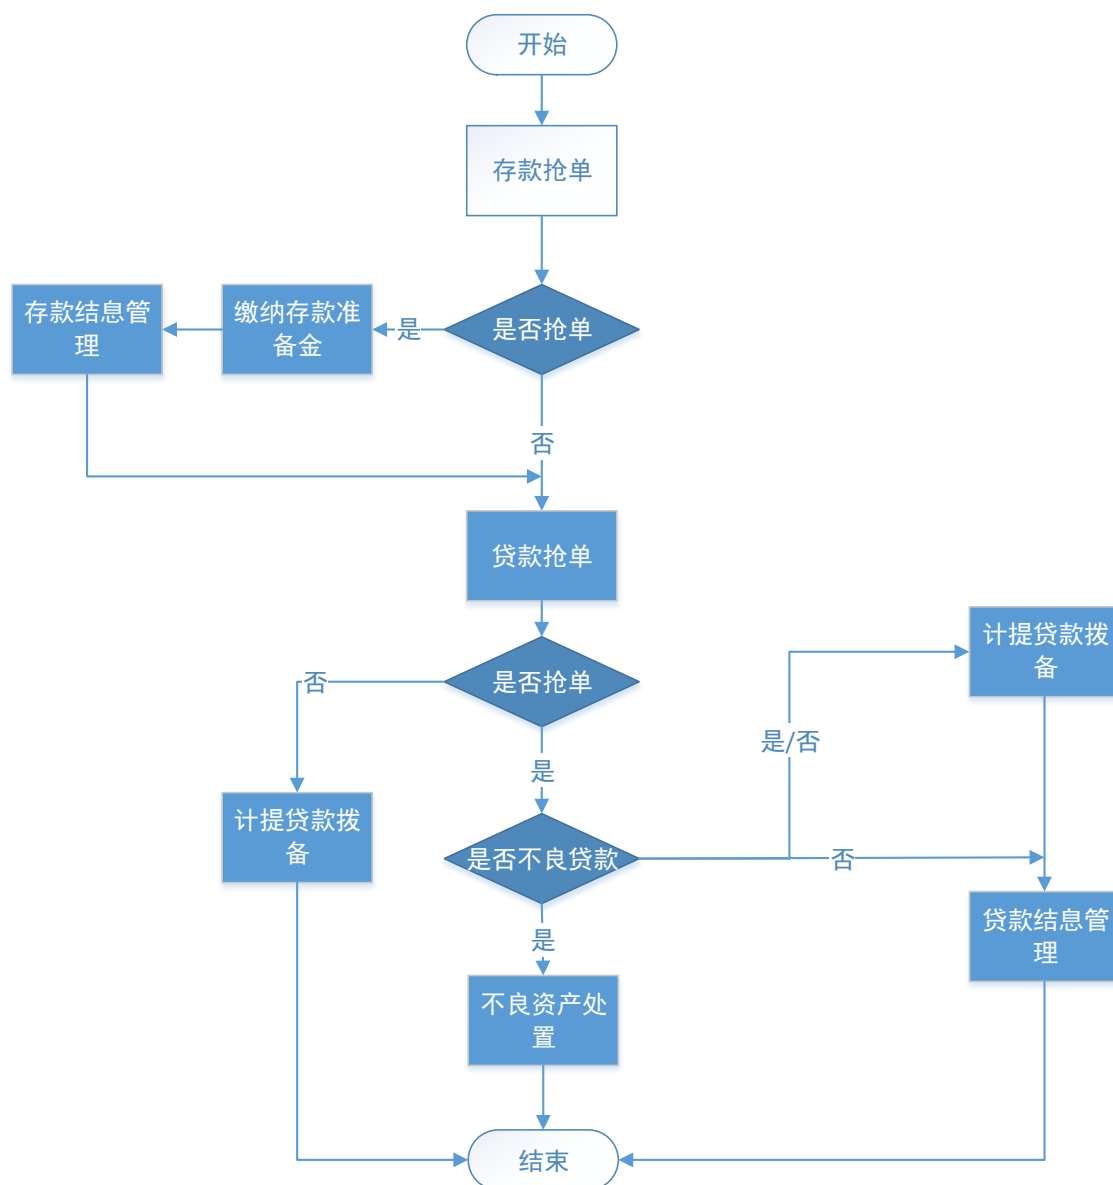 开始
存款抢单
存款结息管
理
缴纳存款准
备金
是
是否抢单
否
贷款抢单
是否抢单
否
计提贷款拨
备
是/否
是
计提贷款拨
备
是否不良贷款
否
是
贷款结息管
理
不良资产处
置
结束